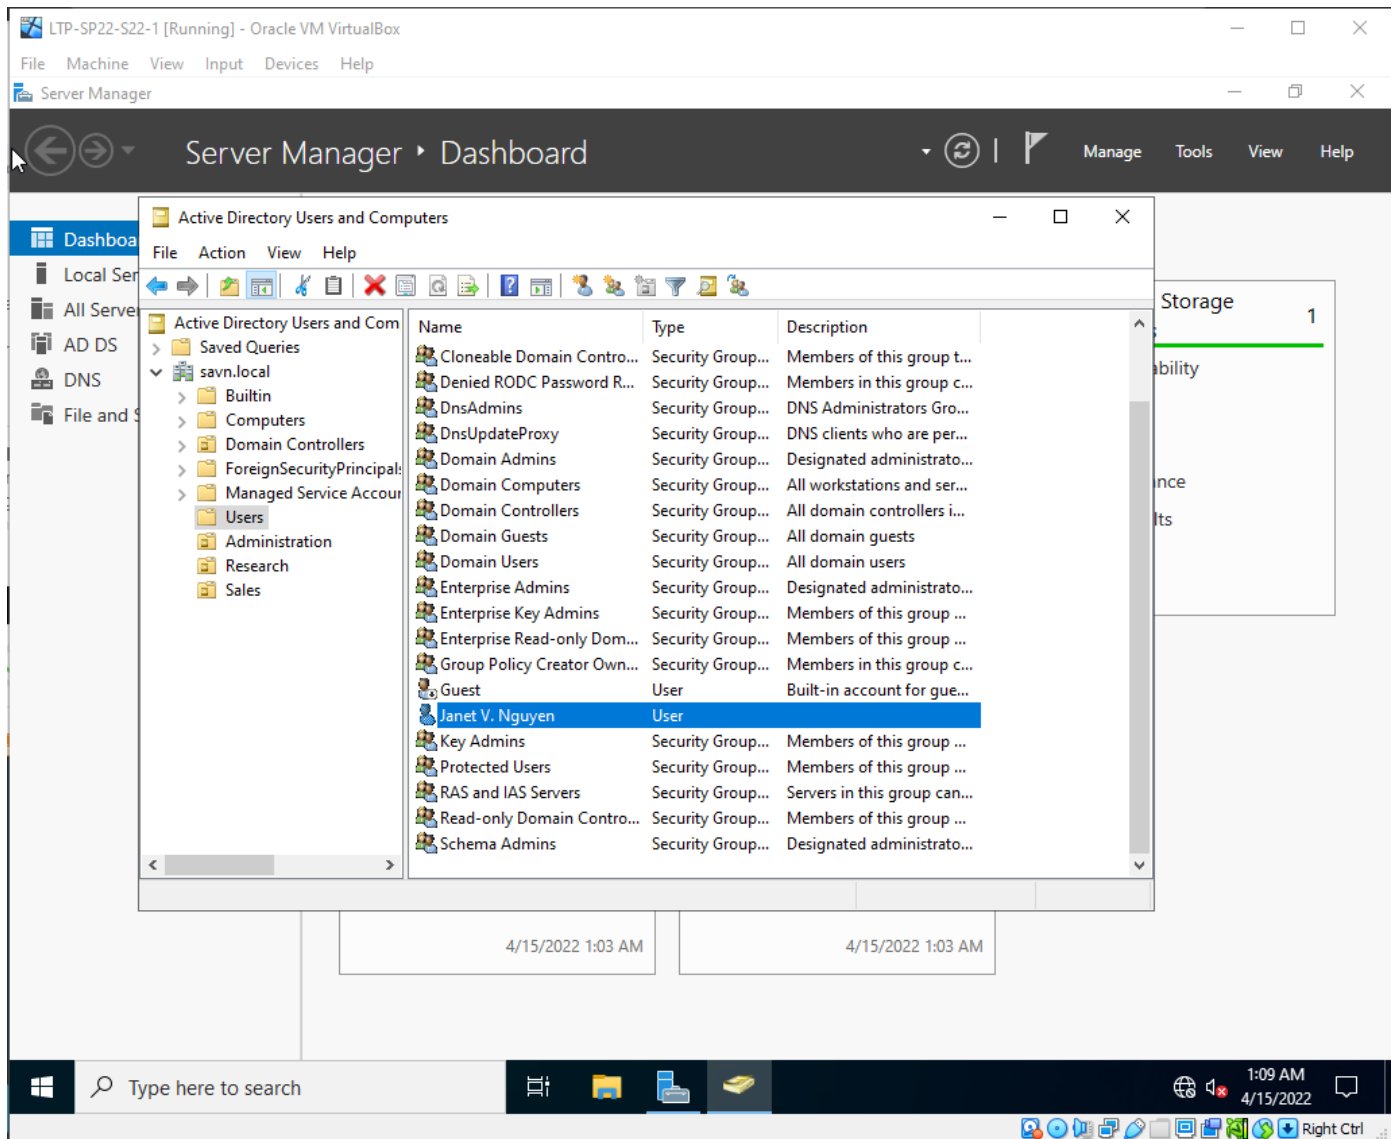 LTP-SP22-S22-1 [Running] - Oracle VM VirtualBox
File Machine View Input Devices Help
Server Manager
Server Manager Dashboard
Manage Tools View Help
Dashboa
Local Ser
All Server
AD DS
DNS
File and S
Active Directory Users and Computers
File Action View Help
Active Directory Users and Com
Saved Queries
savn.local
Builtin
Computers
Domain Controllers
ForeignSecurityPrincipals
Managed Service Accour
Users
Administration
Research
Sales
Name Type Description
Cloneable Domain Contro... Security Group... Members of this group t...
Denied RODC Password R... Security Group... Members in this group c...
DnsAdmins Security Group... DNS Administrators Gro...
DnsUpdateProxy Security Group... DNS clients who are per...
Domain Admins Security Group... Designated administrato...
Domain Computers Security Group... All workstations and ser...
Domain Controllers Security Group... All domain controllers i...
Domain Guests Security Group... All domain guests
Domain Users Security Group... All domain users
Enterprise Admins Security Group... Designated administrato...
Enterprise Key Admins Security Group... Members of this group ...
Enterprise Read-only Dom... Security Group... Members of this group ...
Group Policy Creator Own... Security Group... Members in this group c...
Guest User Built-in account for gue...
Janet V. Nguyen User
Key Admins Security Group... Members of this group ...
Protected Users Security Group... Members of this group ...
RAS and IAS Servers Security Group... Servers in this group can...
Read-only Domain Contro... Security Group... Members of this group ...
Schema Admins Security Group... Designated administrato...
Storage 1
ability
ance
lts
4/15/2022 1:03 AM
4/15/2022 1:03 AM
Type here to search
1:09 AM
4/15/2022
Right Ctrl